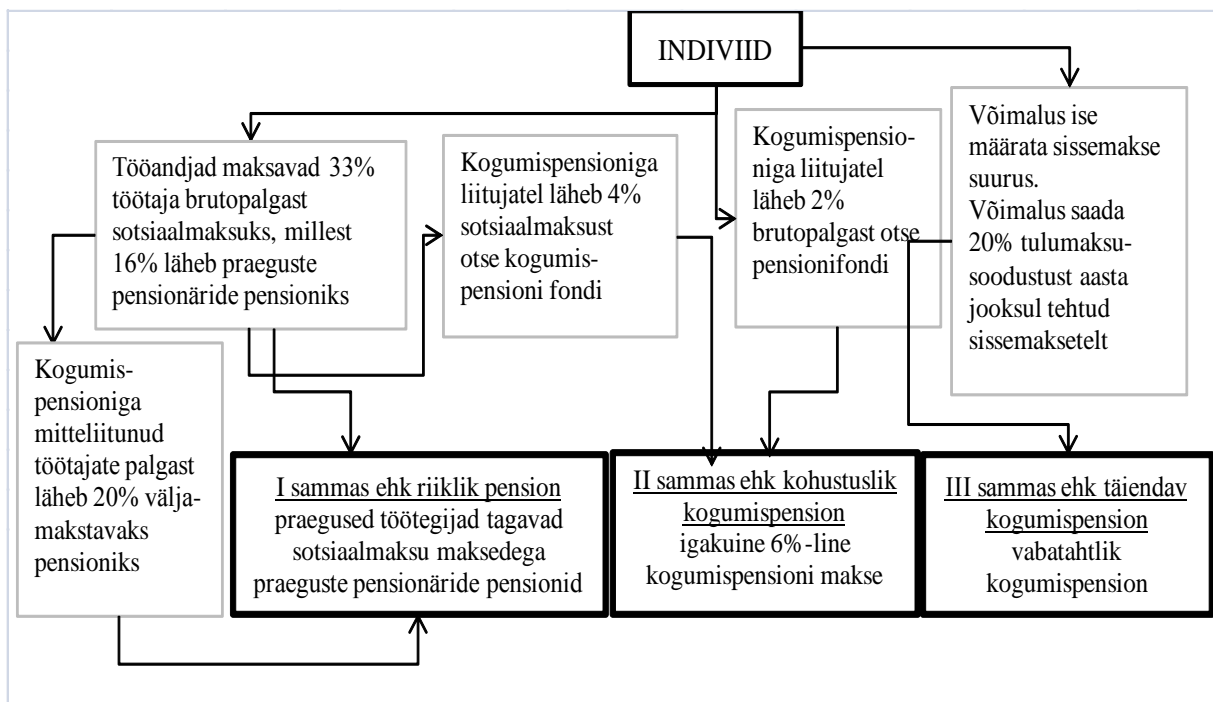 INDIVIID
Tööandjad maksavad 33%
töötaja brutopalgast
sotsiaalmaksuks, millest
16% läheb praeguste
pensionäride pensioniks
Kogumispensioniga
liitujatel läheb 4%
sotsiaalmaksust
otse kogumis-
pensioni fondi
Kogumispensio-
niga liitujatel
läheb 2%
brutopalgast otse
pensionifondi
Võimalus ise
määrata sissemakse
suurus.
Võimalus saada
20% tulumaksu-
soodustust aasta
jooksul tehtud
sissemaksetelt
Kogumis-
pensioniga
mitteliitunud
töötajate palgast
läheb 20% välja-
makstavaks
pensioniks
I sammas ehk riiklik pension
praegused töötegijad tagavad
sotsiaalmaksu maksedega
praeguste pensionäride pensionid
II sammas ehk kohustuslik
kogumispension
igakuine 6%-line
kogumispensioni makse
III sammas ehk täiendav
kogumispension
vabatahtlik
kogumispension